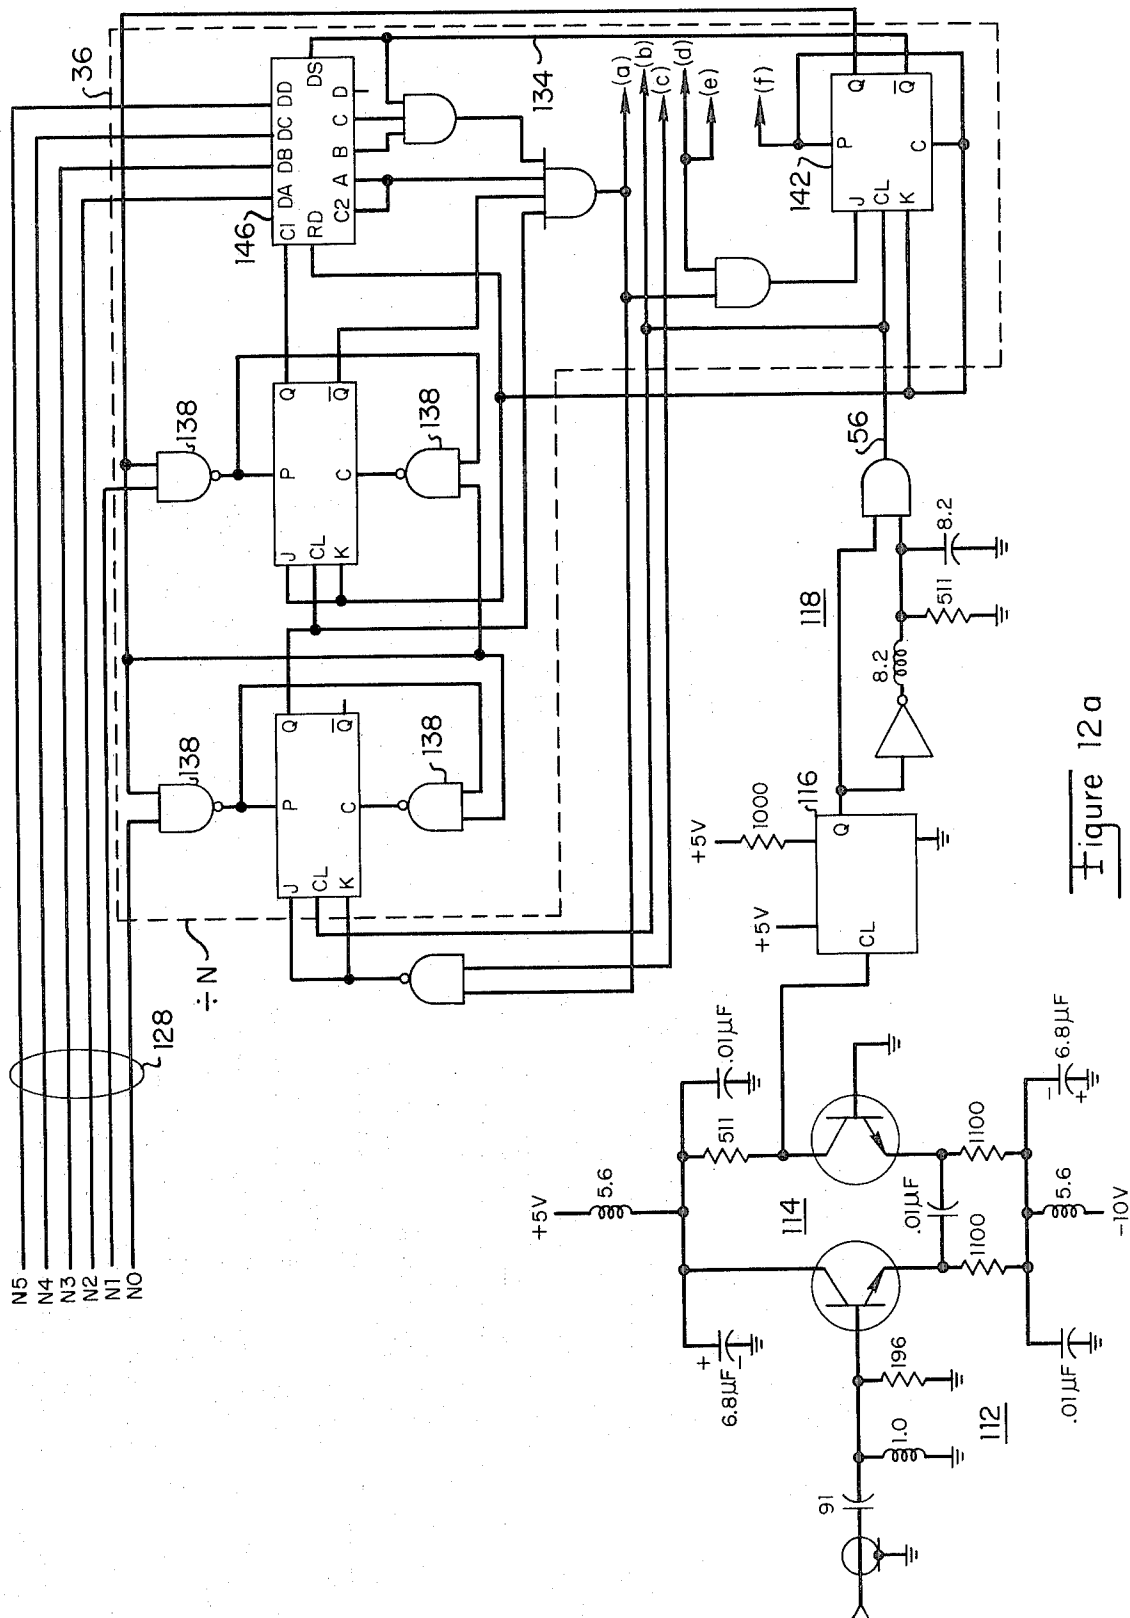 N5
N4
N3
N2
N1
N0
128
÷N
36
138
P
J
CL
K
Q
Q̅
C
138
138
P
J
CL
K
Q
Q̅
C
138
146
C1 DA DB DC DD
RD
DS
C2 A B C D
134
(a)
(b)
(c)
(d)
(e)
(f)
142
J
CL
K
P
C
Q
Q̅
56
118
8.2
511
8.2
116
+5V
+5V
1000
CL
Q
+5V
5.6
6.8µF
+
−
.01µF
511
114
.01µF
1100
1100
5.6
-10V
.01µF
6.8µF
−
+
91
1.0
196
112
Figure 12a